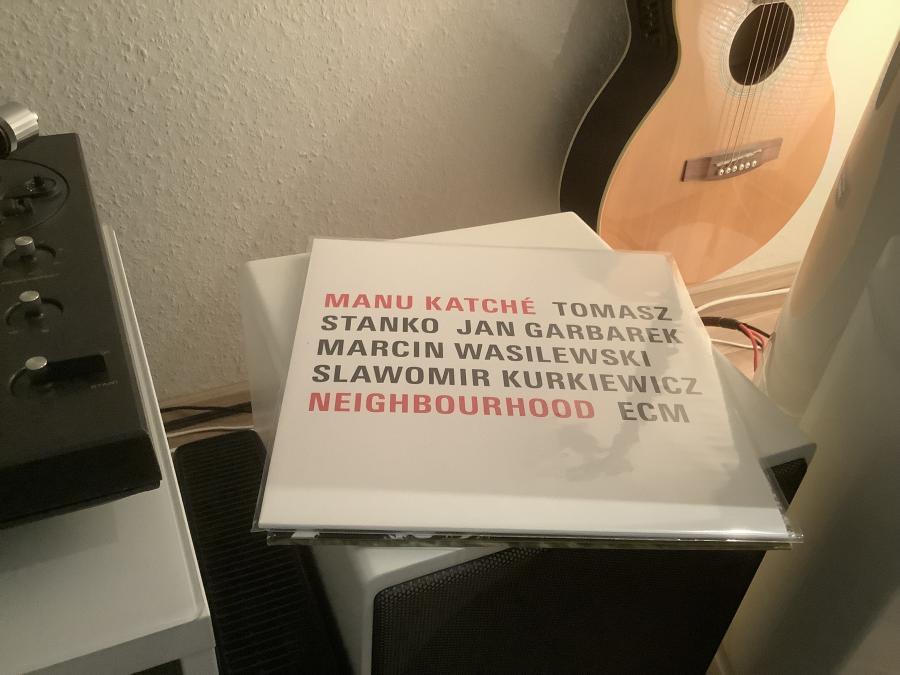 MANU KATCHÉ TOMASZ
STANKO JAN GARBAREK
MARCIN WASILEWSKI
SLAWOMIR KURKIEWICZ
NEIGHBOURHOOD ECM